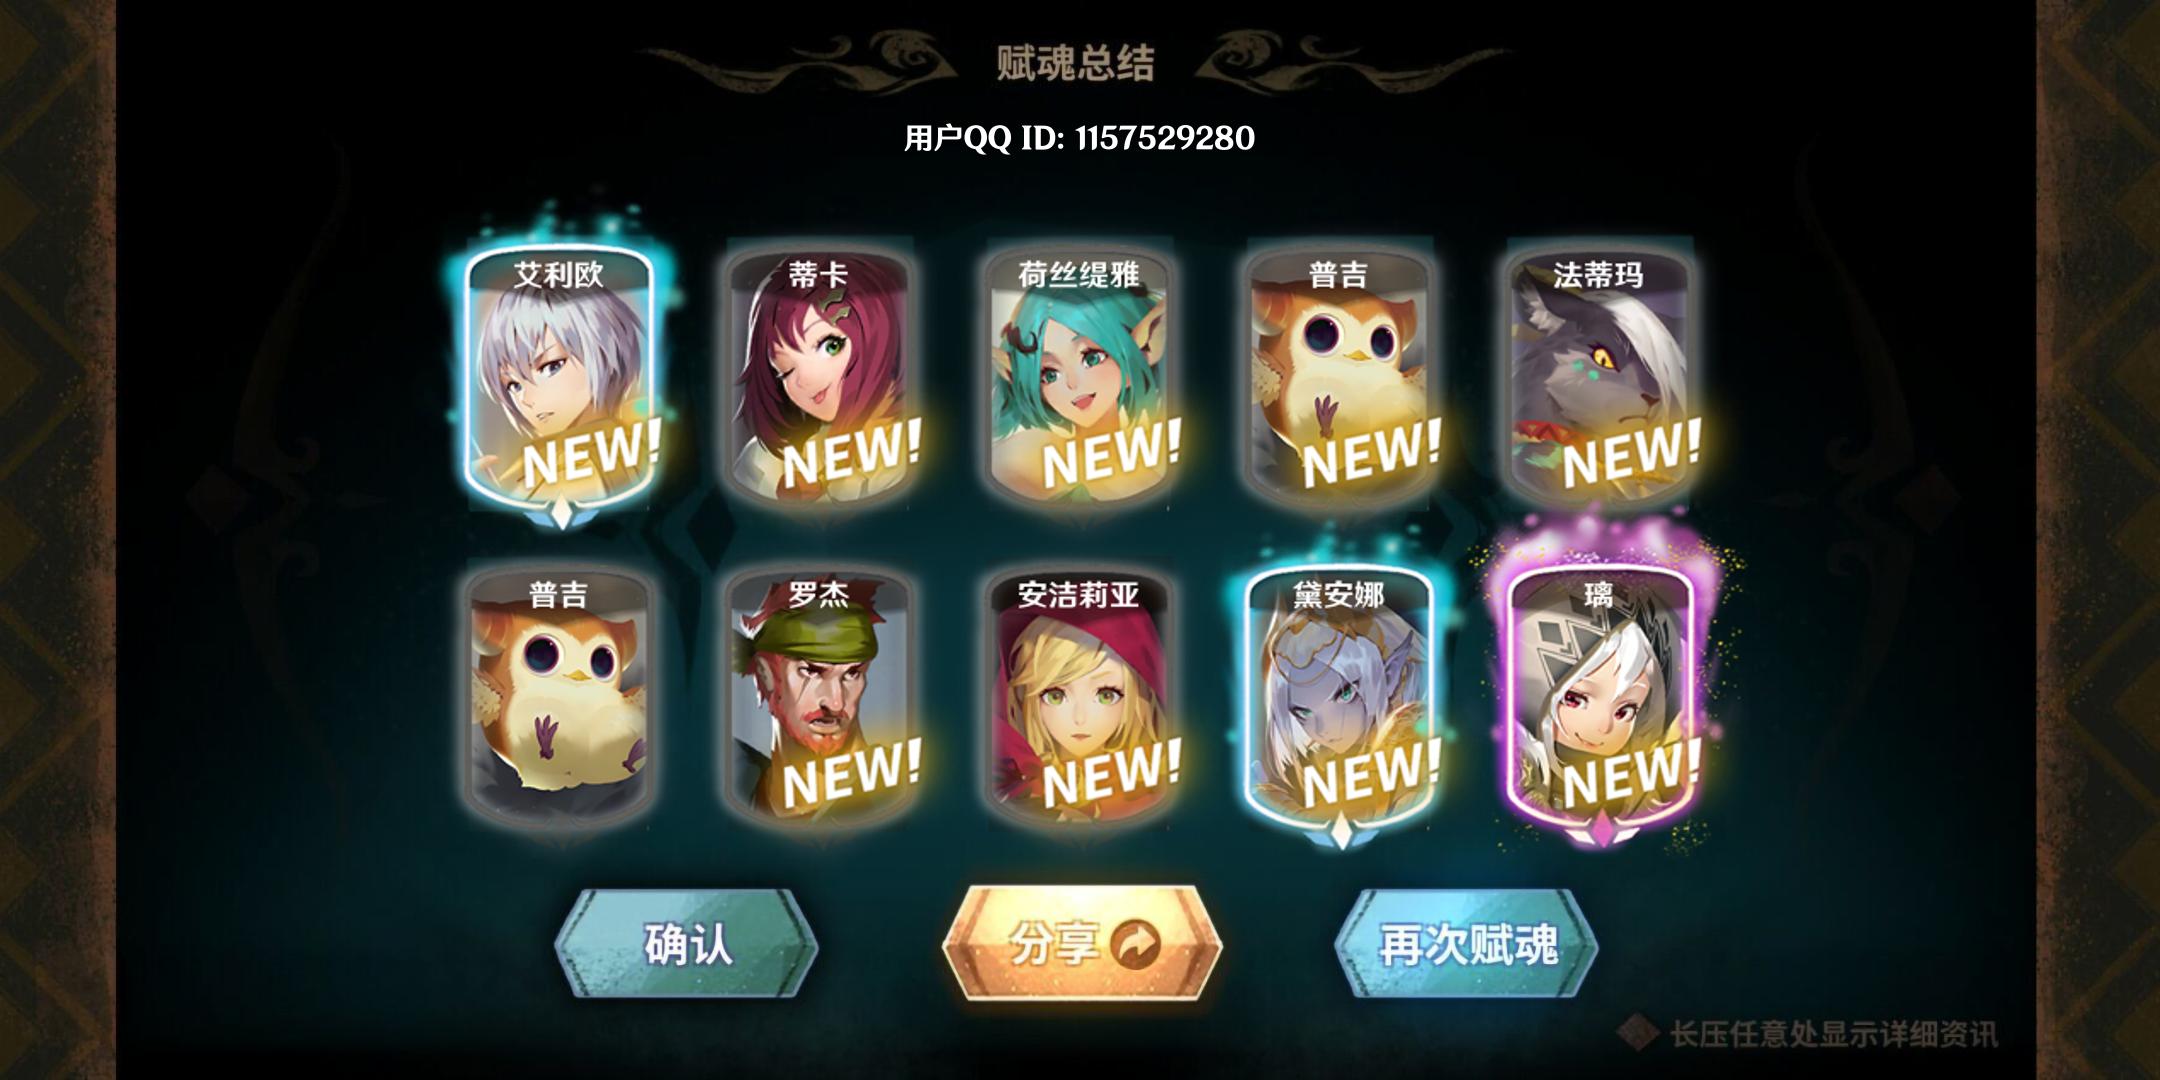 赋魂总结
用户QQ ID: 1157529280
艾利欧
NEW!
蒂卡
NEW!
荷丝缇雅
NEW!
普吉
NEW!
法蒂玛
NEW!
普吉
罗杰
NEW!
安洁莉亚
NEW!
黛安娜
NEW!
璃
NEW!
确认
分享
再次赋魂
长压任意处显示详细资讯